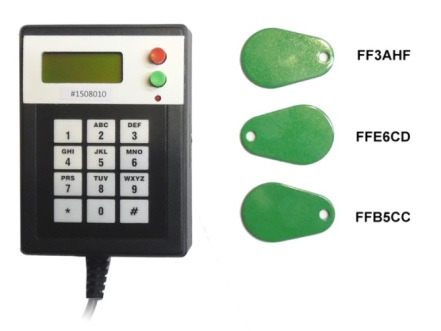 #1508010
ABC DEF
1 2 3
GHI JKL MNO
4 5 6
PRS TUV WXYZ
7 8 9
* 0 #
FF3AHF
FFE6CD
FFB5CC